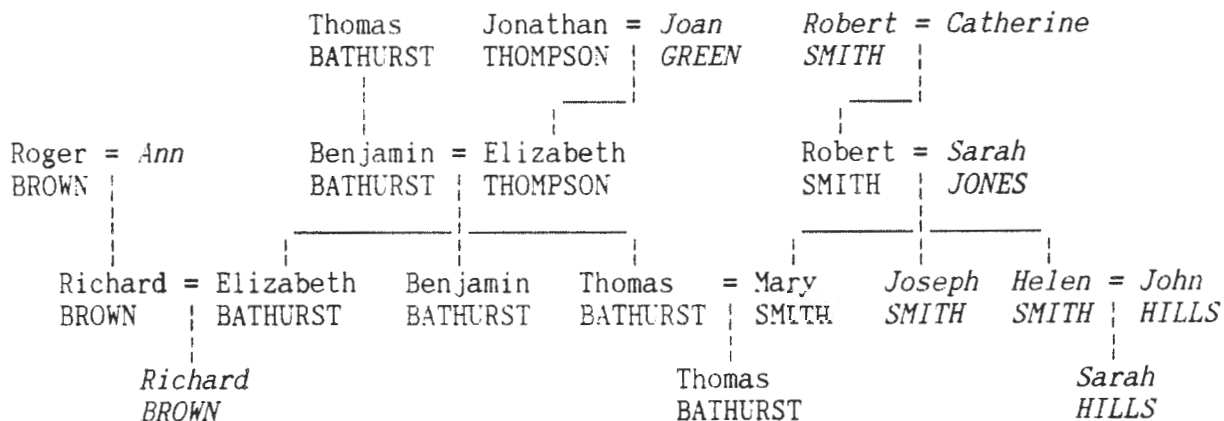 Thomas Jonathan = Joan Robert = Catherine
BATHURST THOMPSON GREEN SMITH
Roger = Ann Benjamin = Elizabeth Robert = Sarah
BROWN BATHURST THOMPSON SMITH JONES
Richard = Elizabeth Benjamin Thomas = Mary Joseph Helen = John
BROWN BATHURST BATHURST BATHURST SMITH SMITH SMITH HILLS
Richard Thomas Sarah
BROWN BATHURST HILLS